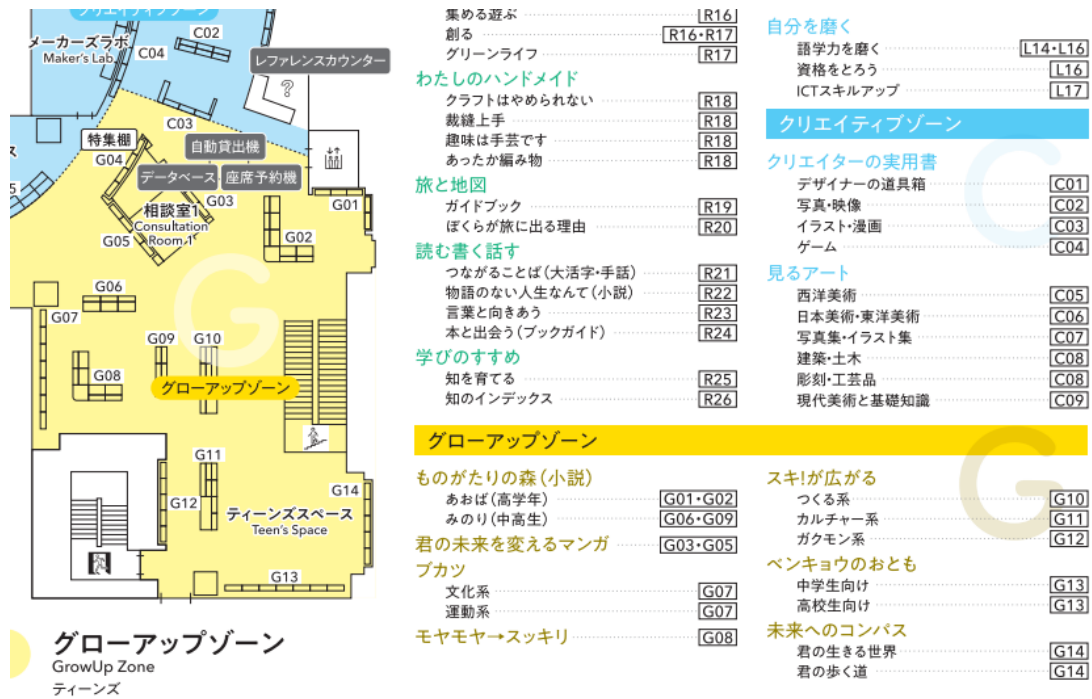 クリエイティブゾーン
メーカーズラボ
Maker's Lab
C04
C02
レファレンスカウンター
?
C03
特集棚
自動貸出機
G04
データベース
座席予約機
G03
G01
相談室1
Consultation
Room 1
G05
G02
ス
5
G
G06
G07
G09
G10
G08
グローアップゾーン
G11
G12
G14
ティーンズスペース
Teen's Space
G13
グローアップゾーン
GrowUp Zone
ティーンズ
集める遊ぶ R16
創る R16・R17
グリーンライフ R17
わたしのハンドメイド
クラフトはやめられない R18
裁縫上手 R18
趣味は手芸です R18
あったか編み物 R18
旅と地図
ガイドブック R19
ぼくらが旅に出る理由 R20
読む書く話す
つながることば(大活字・手話) R21
物語のない人生なんて(小説) R22
言葉と向きあう R23
本と出会う(ブックガイド) R24
学びのすすめ
知を育てる R25
知のインデックス R26
自分を磨く
語学力を磨く L14・L16
資格をとろう L16
ICTスキルアップ L17
クリエイティブゾーン
C
クリエイターの実用書
デザイナーの道具箱 C01
写真・映像 C02
イラスト・漫画 C03
ゲーム C04
見るアート
西洋美術 C05
日本美術・東洋美術 C06
写真集・イラスト集 C07
建築・土木 C08
彫刻・工芸品 C08
現代美術と基礎知識 C09
グローアップゾーン
G
ものがたりの森(小説)
あおば(高学年) G01・G02
みのり(中高生) G06・G09
君の未来を変えるマンガ G03・G05
ブカツ
文化系 G07
運動系 G07
モヤモヤ→スッキリ G08
スキ!が広がる
つくる系 G10
カルチャー系 G11
ガクモン系 G12
ベンキョウのおとも
中学生向け G13
高校生向け G13
未来へのコンパス
君の生きる世界 G14
君の歩く道 G14